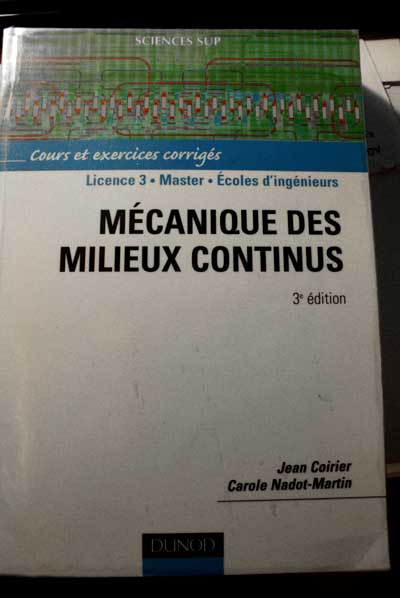 SCIENCES SUP
Cours et exercices corrigés
Licence 3 • Master • Écoles d'ingénieurs
MÉCANIQUE DES
MILIEUX CONTINUS
3e édition
Jean Coirier
Carole Nadot-Martin
DUNOD